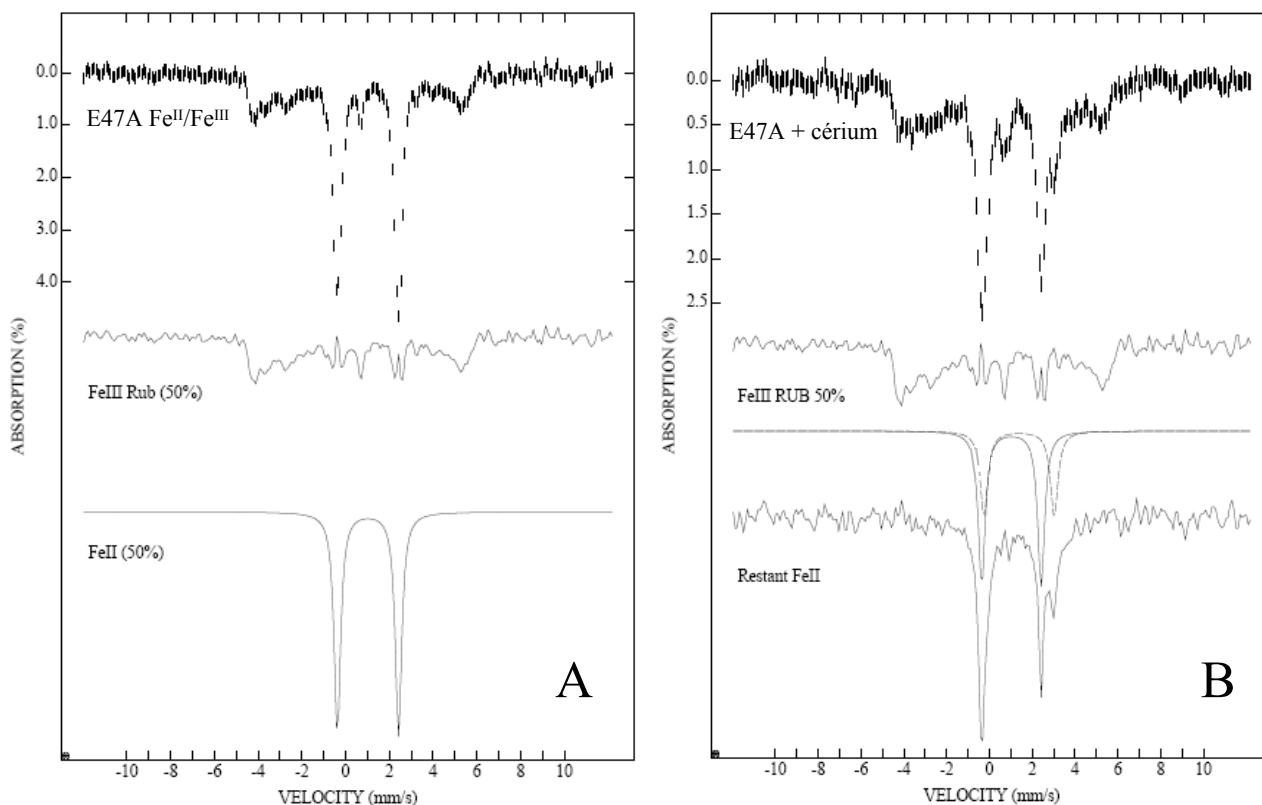 0.0
E47A Fe^II/Fe^III
1.0
2.0
3.0
4.0
ABSORPTION (%)
FeIII Rub (50%)
FeII (50%)
A
-10 -8 -6 -4 -2 0 2 4 6 8 10
VELOCITY (mm/s)
0.0
0.5
E47A + cérium
1.0
1.5
2.0
2.5
ABSORPTION (%)
FeIII RUB 50%
Restant FeII
B
-10 -8 -6 -4 -2 0 2 4 6 8 10
VELOCITY (mm/s)